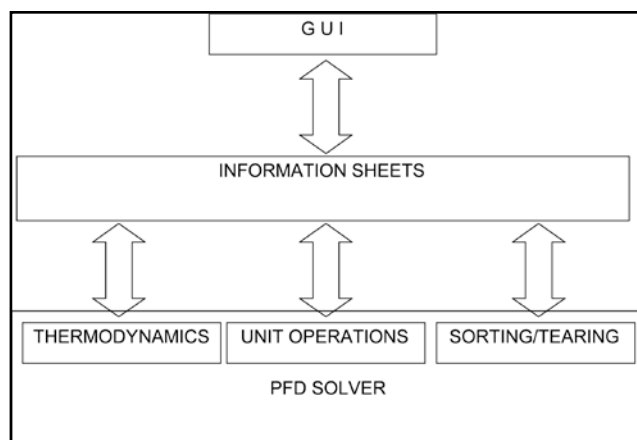 G U I
INFORMATION SHEETS
THERMODYNAMICS
UNIT OPERATIONS
SORTING/TEARING
PFD SOLVER